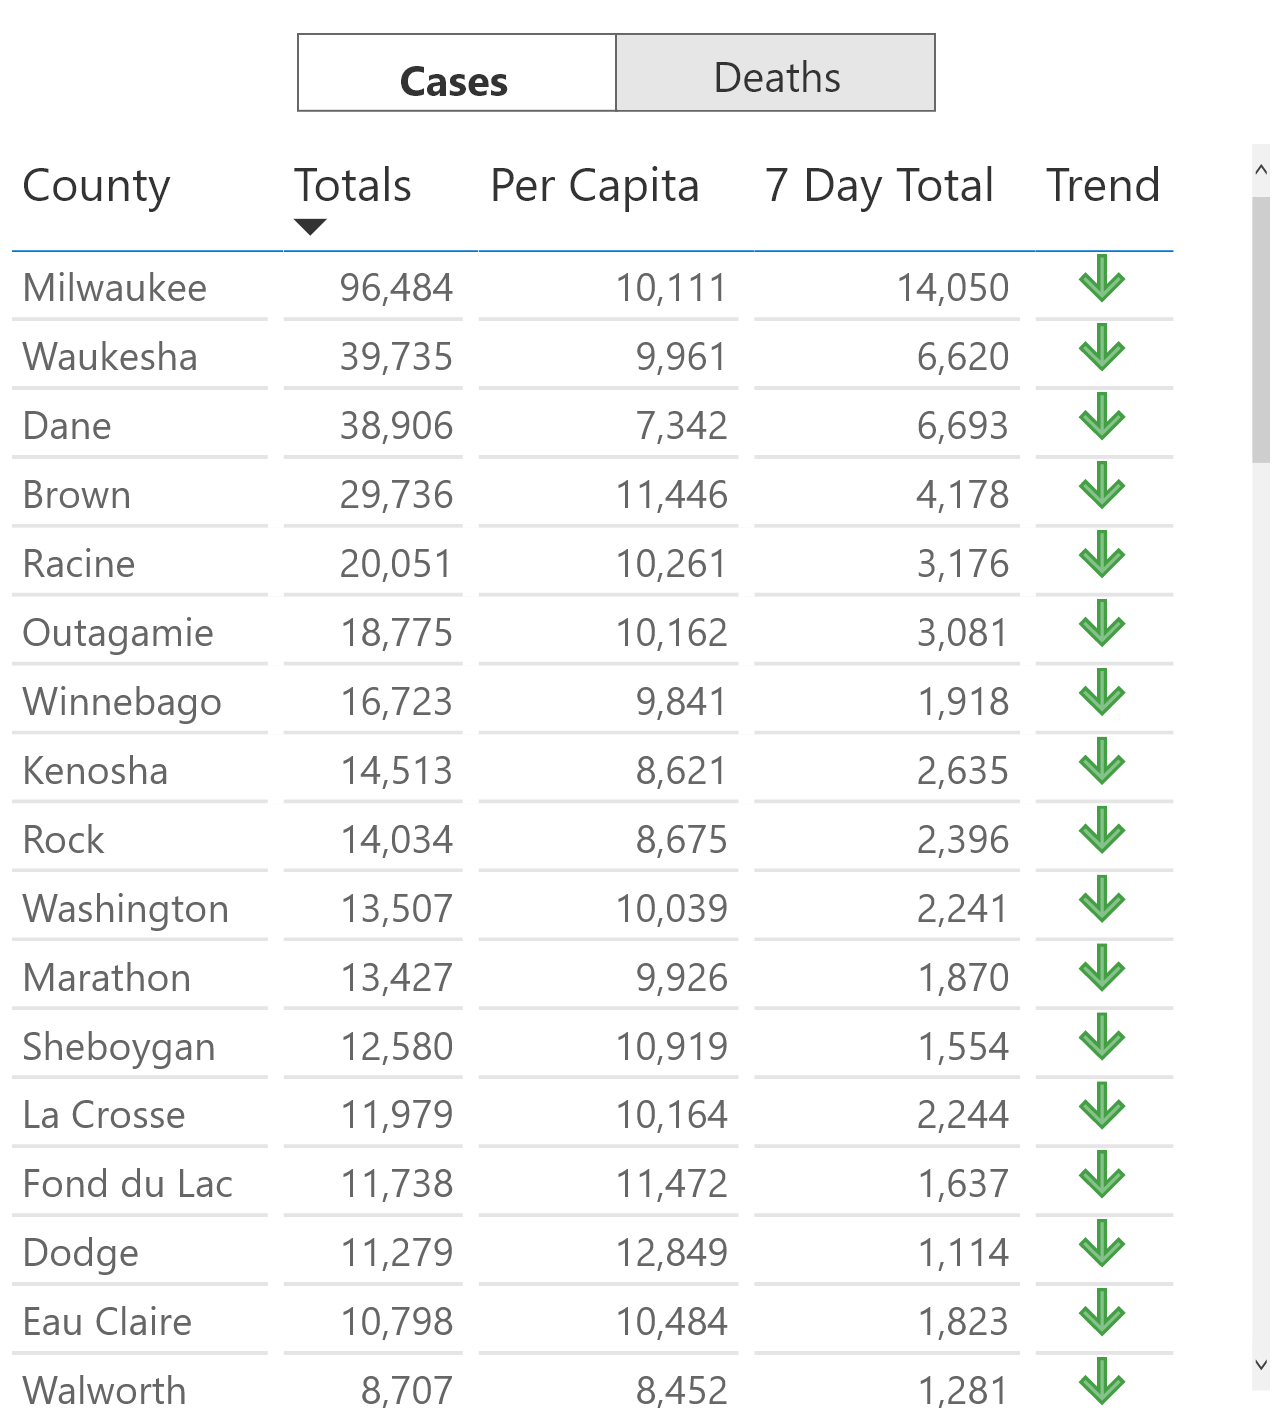 Cases Deaths
County Totals Per Capita 7 Day Total Trend
Milwaukee 96,484 10,111 14,050
Waukesha 39,735 9,961 6,620
Dane 38,906 7,342 6,693
Brown 29,736 11,446 4,178
Racine 20,051 10,261 3,176
Outagamie 18,775 10,162 3,081
Winnebago 16,723 9,841 1,918
Kenosha 14,513 8,621 2,635
Rock 14,034 8,675 2,396
Washington 13,507 10,039 2,241
Marathon 13,427 9,926 1,870
Sheboygan 12,580 10,919 1,554
La Crosse 11,979 10,164 2,244
Fond du Lac 11,738 11,472 1,637
Dodge 11,279 12,849 1,114
Eau Claire 10,798 10,484 1,823
Walworth 8,707 8,452 1,281